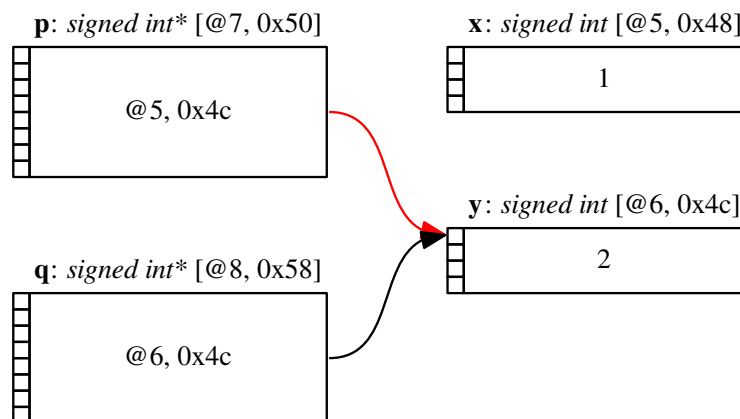 p: signed int* [@7, 0x50]
@5, 0x4c
x: signed int [@5, 0x48]
1
y: signed int [@6, 0x4c]
2
q: signed int* [@8, 0x58]
@6, 0x4c